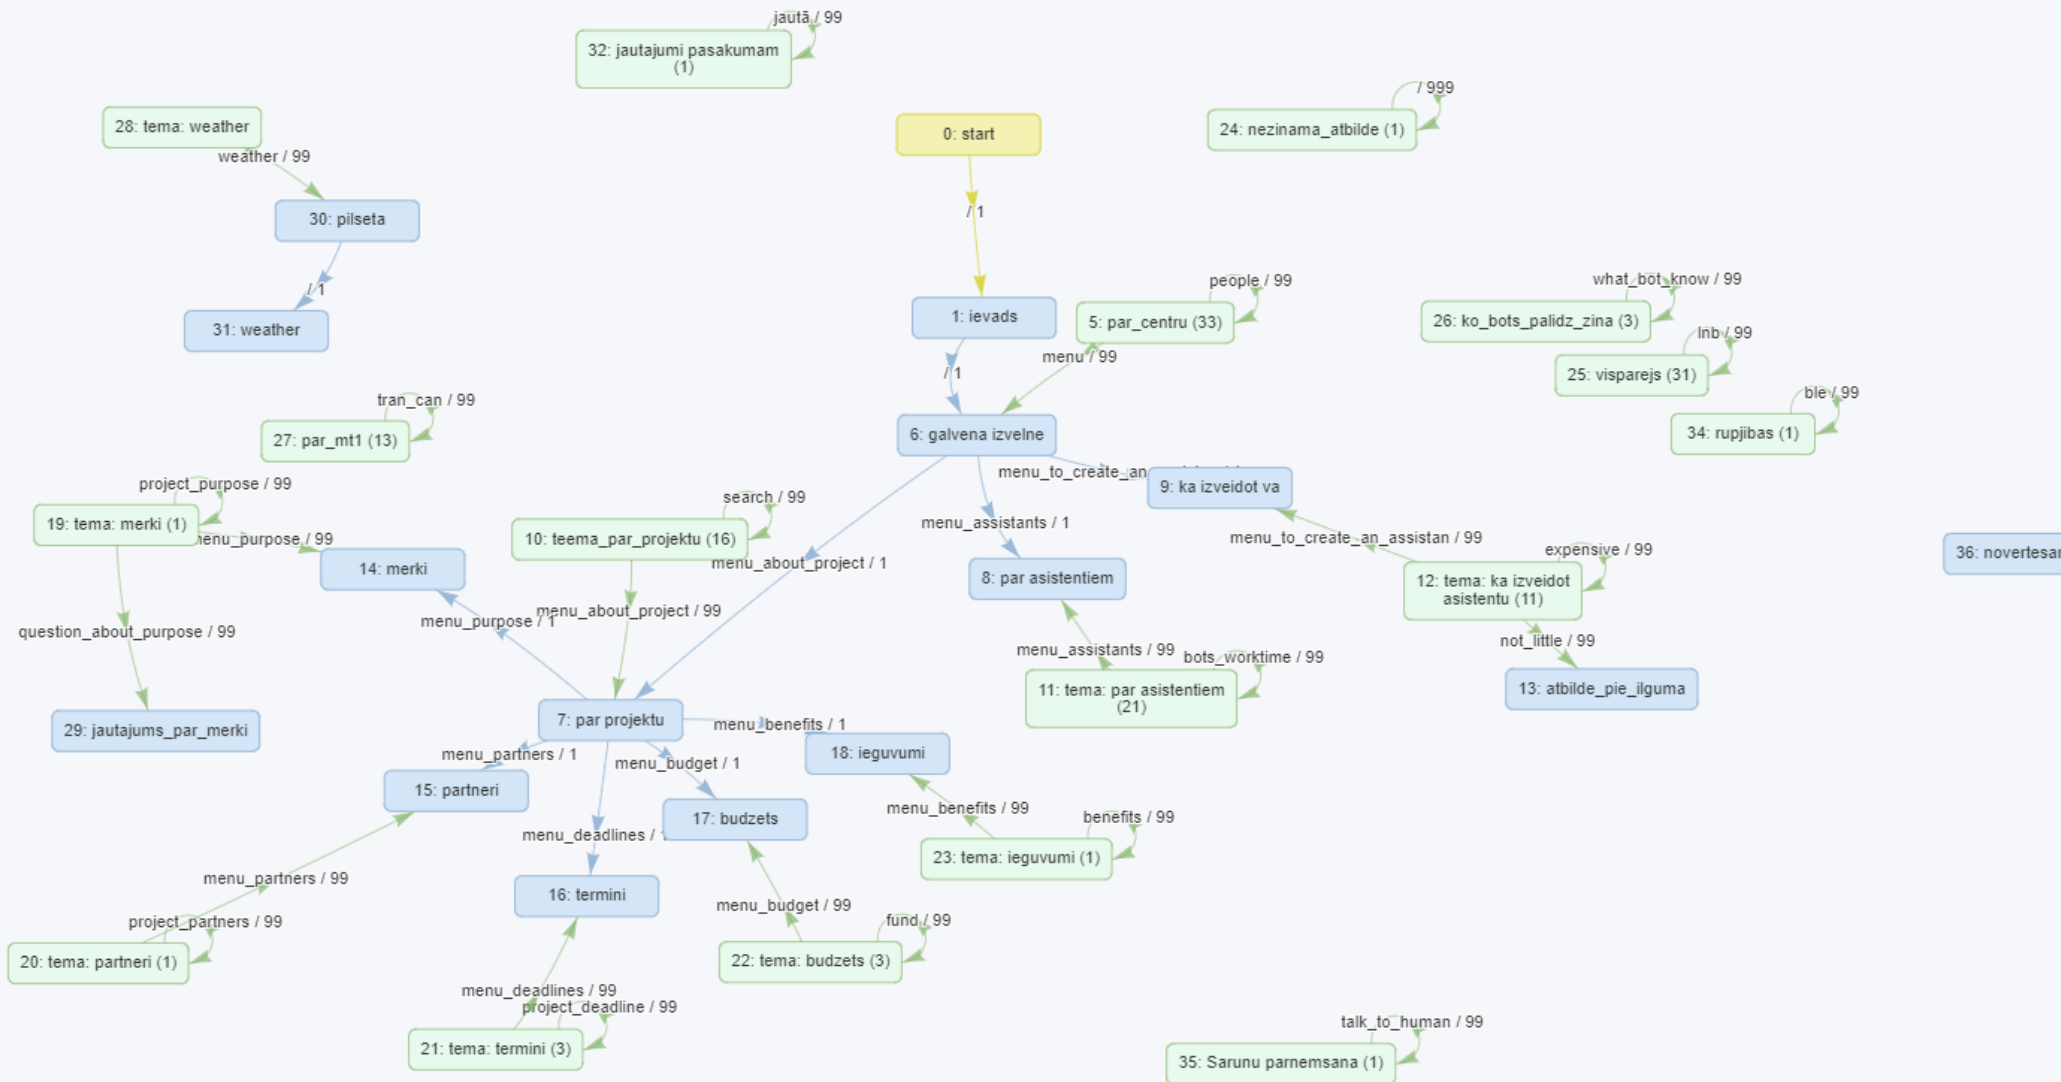 jautā / 99
32: jautajumi pasakumam
(1)
/ 999
24: nezinama_atbilde (1)
28: tema: weather
weather / 99
0: start
/ 1
30: pilseta
/ 1
31: weather
people / 99
1: ievads
5: par_centru (33)
menu / 99
/ 1
what_bot_know / 99
26: ko_bots_palidz_zina (3)
lnb / 99
25: visparejs (31)
ble / 99
34: rupjibas (1)
tran_can / 99
27: par_mt1 (13)
6: galvena izvelne
menu_to_create_an
9: ka izveidot va
project_purpose / 99
19: tema: merki (1)
menu_purpose / 99
14: merki
search / 99
10: teema_par_projektu (16)
menu_about_project / 1
menu_assistants / 1
8: par asistentiem
menu_to_create_an_assistan / 99
expensive / 99
12: tema: ka izveidot
asistentu (11)
36: novertesan
menu_about_project / 99
menu_purpose / 1
question_about_purpose / 99
not_little / 99
13: atbilde_pie_ilguma
menu_assistants / 99
bots_worktime / 99
11: tema: par asistentiem
(21)
29: jautajums_par_merki
7: par projektu
menu_benefits / 1
18: ieguvumi
menu_partners / 1
menu_budget / 1
15: partneri
17: budzets
menu_deadlines / 1
menu_benefits / 99
benefits / 99
23: tema: ieguvumi (1)
menu_partners / 99
16: termini
menu_budget / 99
fund / 99
22: tema: budzets (3)
project_partners / 99
20: tema: partneri (1)
menu_deadlines / 99
project_deadline / 99
21: tema: termini (3)
talk_to_human / 99
35: Sarunu parnemsana (1)